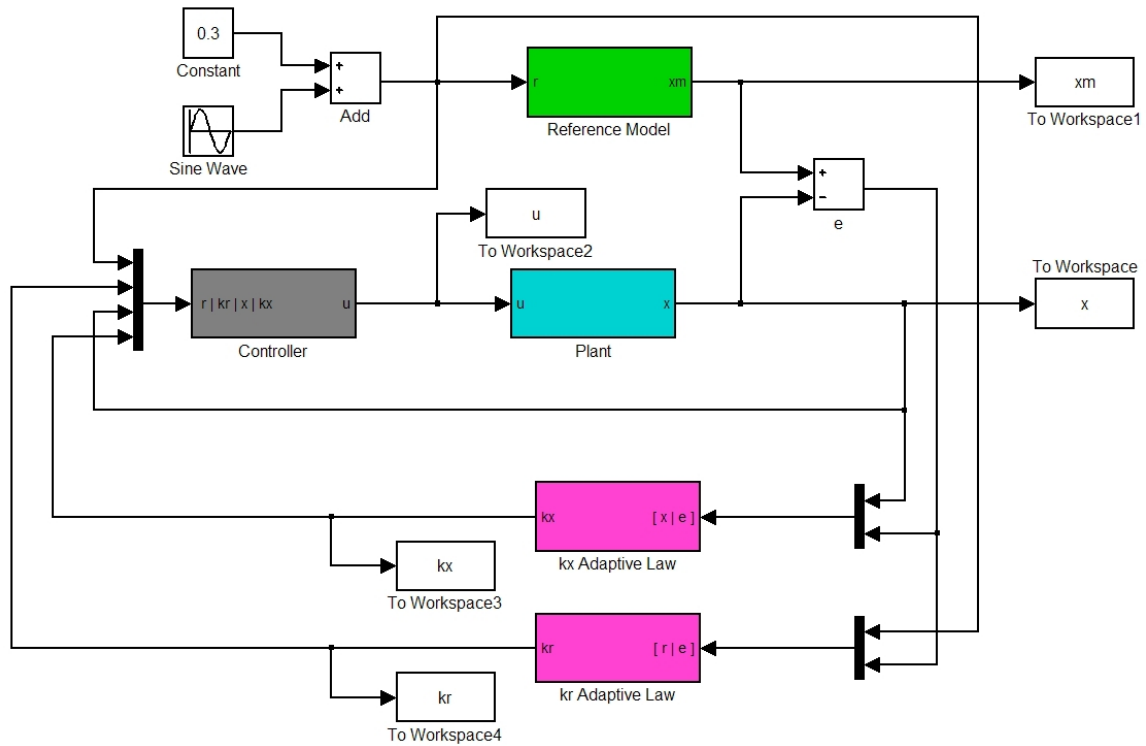 0.3
Constant
+
+
Add
Sine Wave
r
xm
Reference Model
xm
To Workspace1
+
−
e
u
To Workspace2
r | kr | x | kx
u
Controller
u
x
Plant
To Workspace
x
kx
[ x | e ]
kx Adaptive Law
kx
To Workspace3
kr
[ r | e ]
kr Adaptive Law
kr
To Workspace4